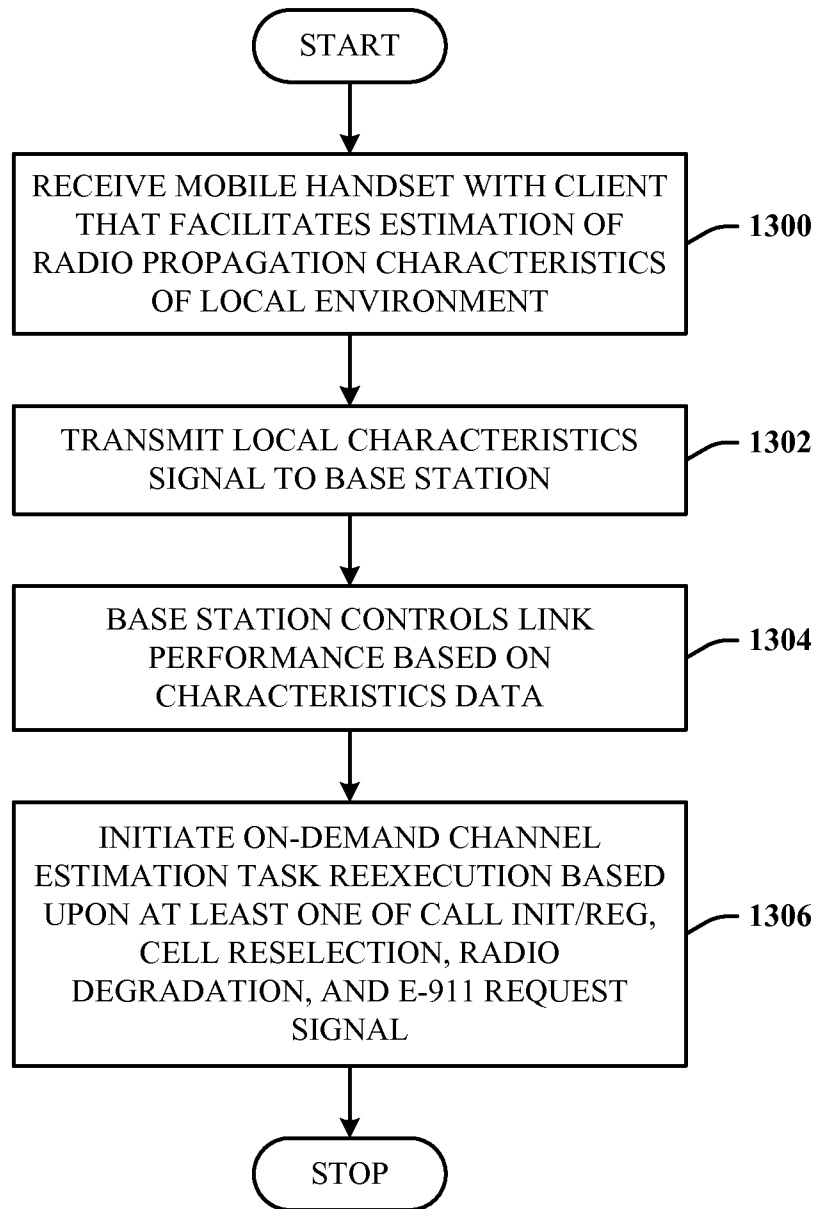 START
RECEIVE MOBILE HANDSET WITH CLIENT
THAT FACILITATES ESTIMATION OF
RADIO PROPAGATION CHARACTERISTICS
OF LOCAL ENVIRONMENT
1300
TRANSMIT LOCAL CHARACTERISTICS
SIGNAL TO BASE STATION
1302
BASE STATION CONTROLS LINK
PERFORMANCE BASED ON
CHARACTERISTICS DATA
1304
INITIATE ON-DEMAND CHANNEL
ESTIMATION TASK REEXECUTION BASED
UPON AT LEAST ONE OF CALL INIT/REG,
CELL RESELECTION, RADIO
DEGRADATION, AND E-911 REQUEST
SIGNAL
1306
STOP